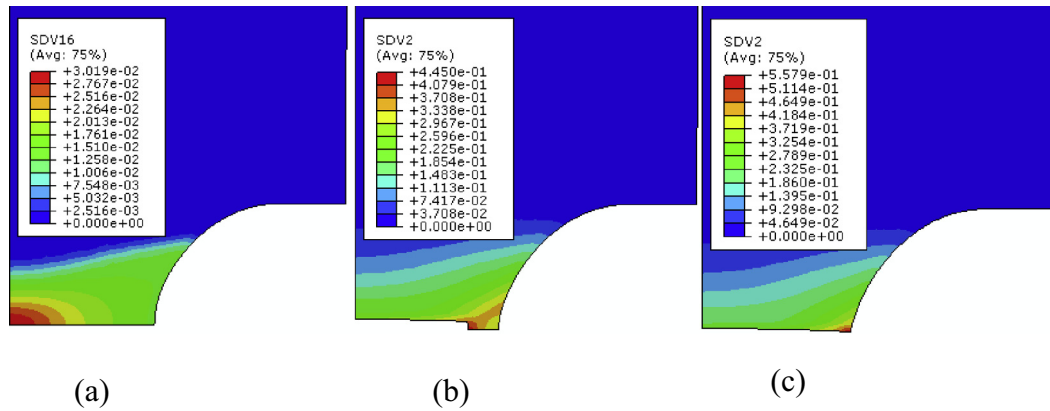 SDV16
(Avg: 75%)
+3.019e-02
+2.767e-02
+2.516e-02
+2.264e-02
+2.013e-02
+1.761e-02
+1.510e-02
+1.258e-02
+1.006e-02
+7.548e-03
+5.032e-03
+2.516e-03
+0.000e+00
SDV2
(Avg: 75%)
+4.450e-01
+4.079e-01
+3.708e-01
+3.338e-01
+2.967e-01
+2.596e-01
+2.225e-01
+1.854e-01
+1.483e-01
+1.113e-01
+7.417e-02
+3.708e-02
+0.000e+00
SDV2
(Avg: 75%)
+5.579e-01
+5.114e-01
+4.649e-01
+4.184e-01
+3.719e-01
+3.254e-01
+2.789e-01
+2.325e-01
+1.860e-01
+1.395e-01
+9.298e-02
+4.649e-02
+0.000e+00
(a)
(b)
(c)